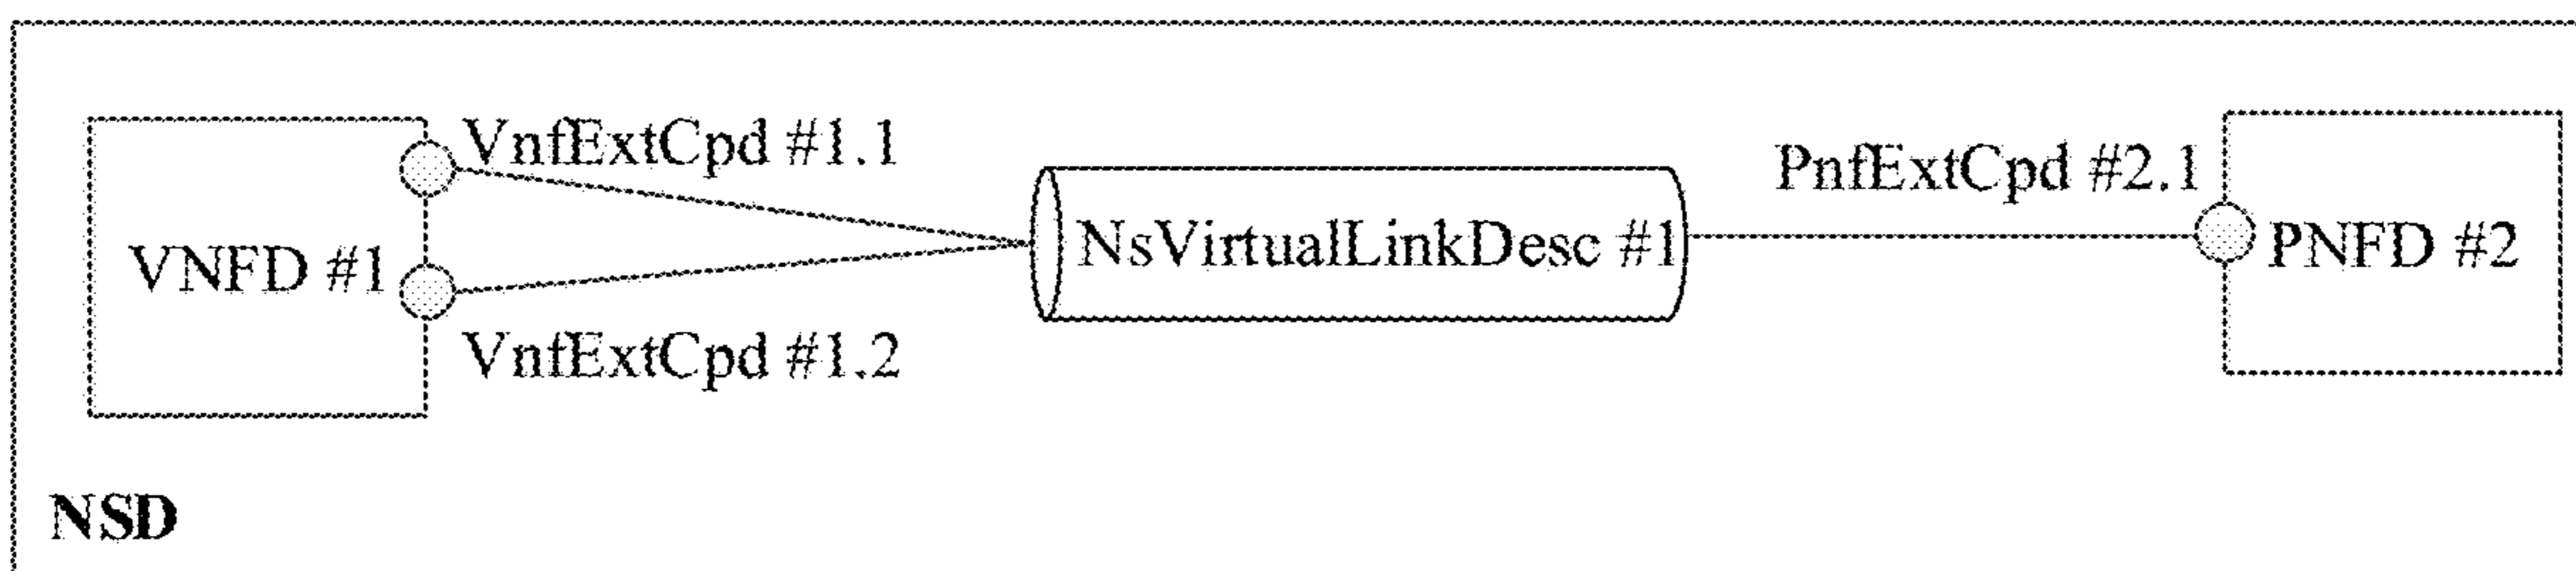 VnfExtCpd #1.1
PnfExtCpd #2.1
VNFD #1
NsVirtualLinkDesc #1
PNFD #2
VnfExtCpd #1.2
NSD